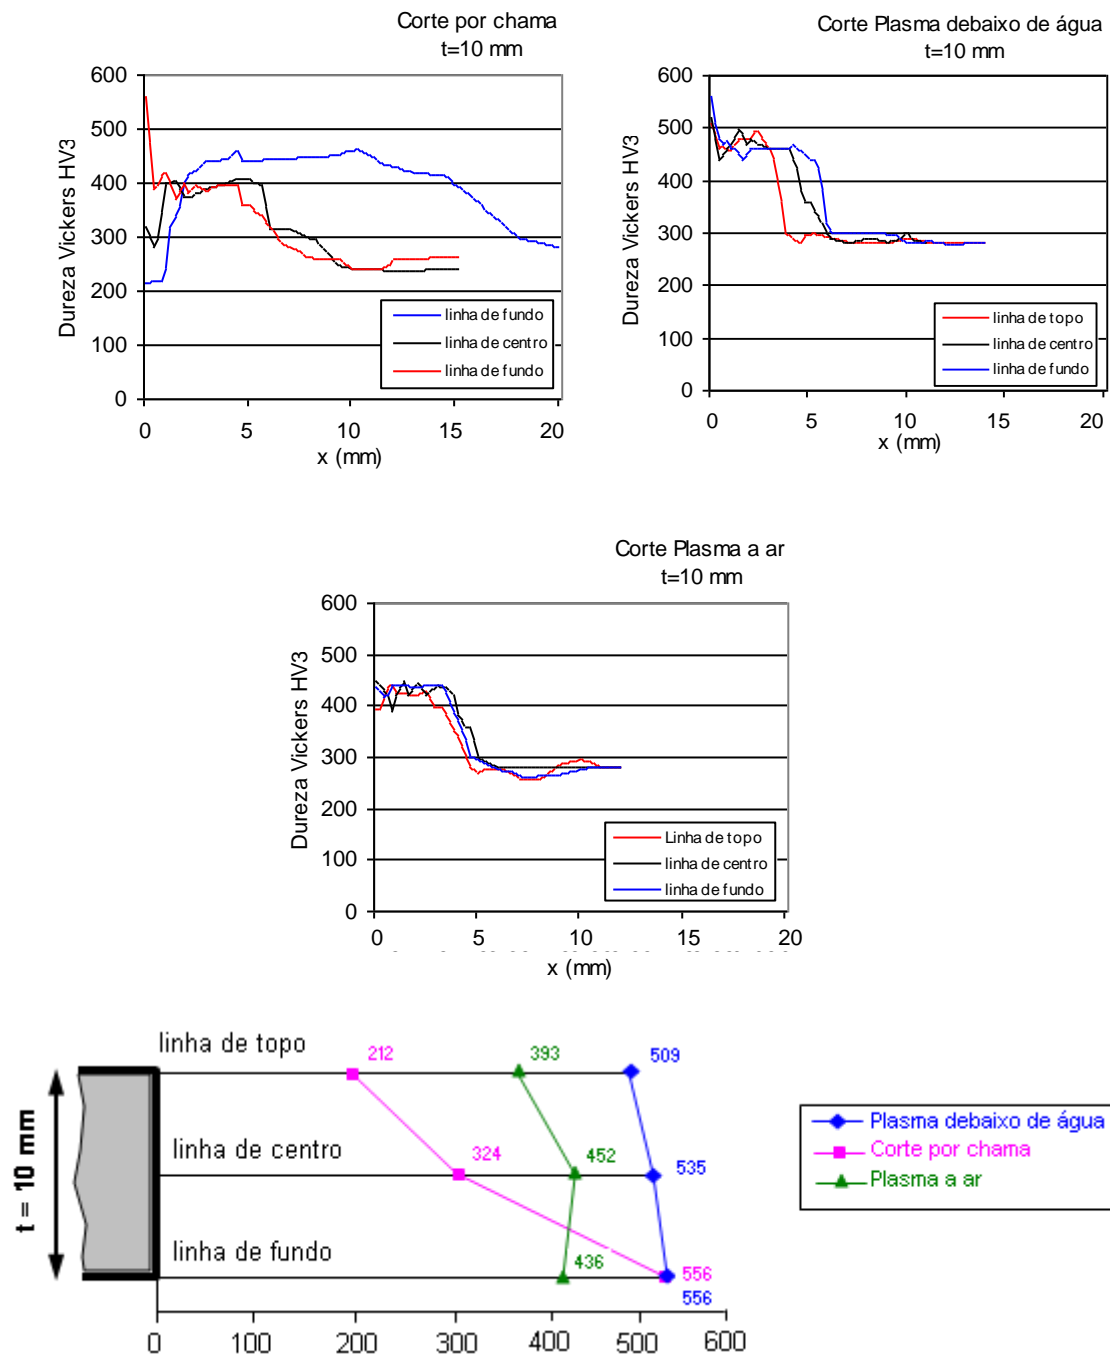 Corte por chama
t=10 mm
600
500
400
300
200
100
0
Dureza Vickers HV3
linha de fundo
linha de centro
linha de fundo
0 5 10 15 20
x (mm)
Corte Plasma debaixo de água
t=10 mm
600
500
400
300
200
100
0
Dureza Vickers HV3
linha de topo
linha de centro
linha de fundo
0 5 10 15 20
x (mm)
Corte Plasma a ar
t=10 mm
600
500
400
300
200
100
0
Dureza Vickers HV3
Linha de topo
linha de centro
linha de fundo
0 5 10 15 20
x (mm)
linha de topo
212
393
509
linha de centro
324
452
535
linha de fundo
436
556
556
t = 10 mm
0 100 200 300 400 500 600
Plasma debaixo de água
Corte por chama
Plasma a ar